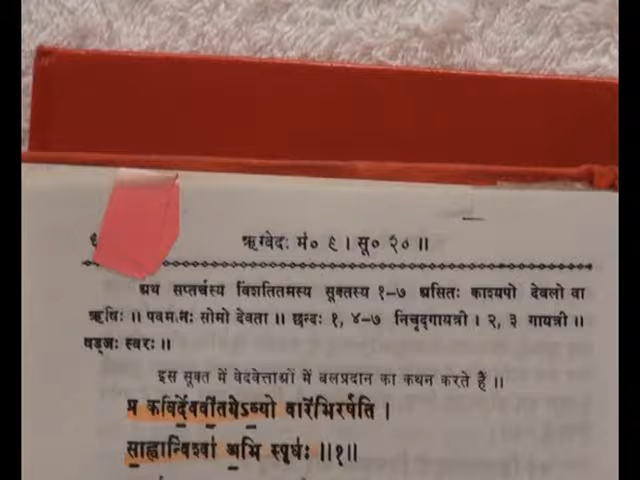 ऋग्वेदः मं० ९ । सू० २० ॥
अथ सप्तर्चस्य विंशतितमस्य सूक्तस्य १-७ असितः काश्यपो देवलो वा
ऋषिः ॥ पवमानः सोमो देवता ॥ छन्दः १, ४-७ निचृद्गायत्री । २, ३ गायत्री ॥
षड्जः स्वरः ॥
इस सूक्त में वेदवेत्ताओं में बलप्रदान का कथन करते हैं ॥
प्र कविर्देववीतयेऽव्यो वारेभिरर्षति ।
साह्वान्विश्वा अभि स्पृधः ॥१॥